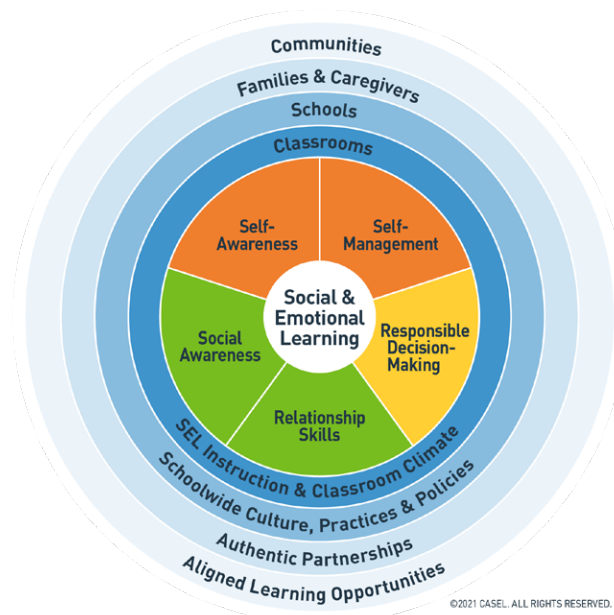 Communities
Families & Caregivers
Schools
Classrooms
Self-
Awareness
Self-
Management
Social &
Emotional
Learning
Social
Awareness
Responsible
Decision-
Making
Relationship
Skills
SEL Instruction & Classroom Climate
Schoolwide Culture, Practices & Policies
Authentic Partnerships
Aligned Learning Opportunities
©2021 CASEL. ALL RIGHTS RESERVED.